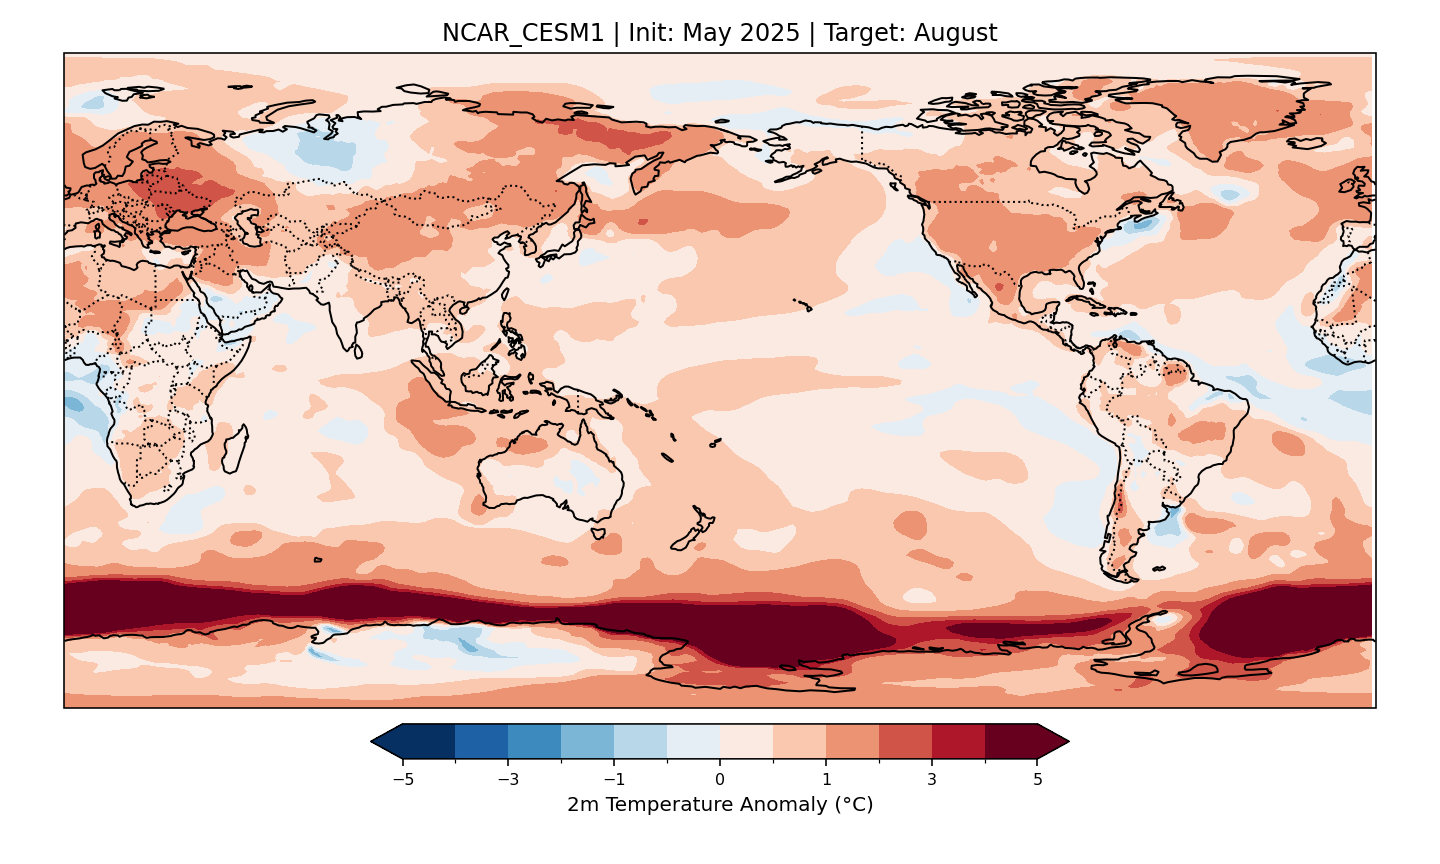 NCAR_CESM1 | Init: May 2025 | Target: August
−5 −3 −1 0 1 3 5
2m Temperature Anomaly (°C)